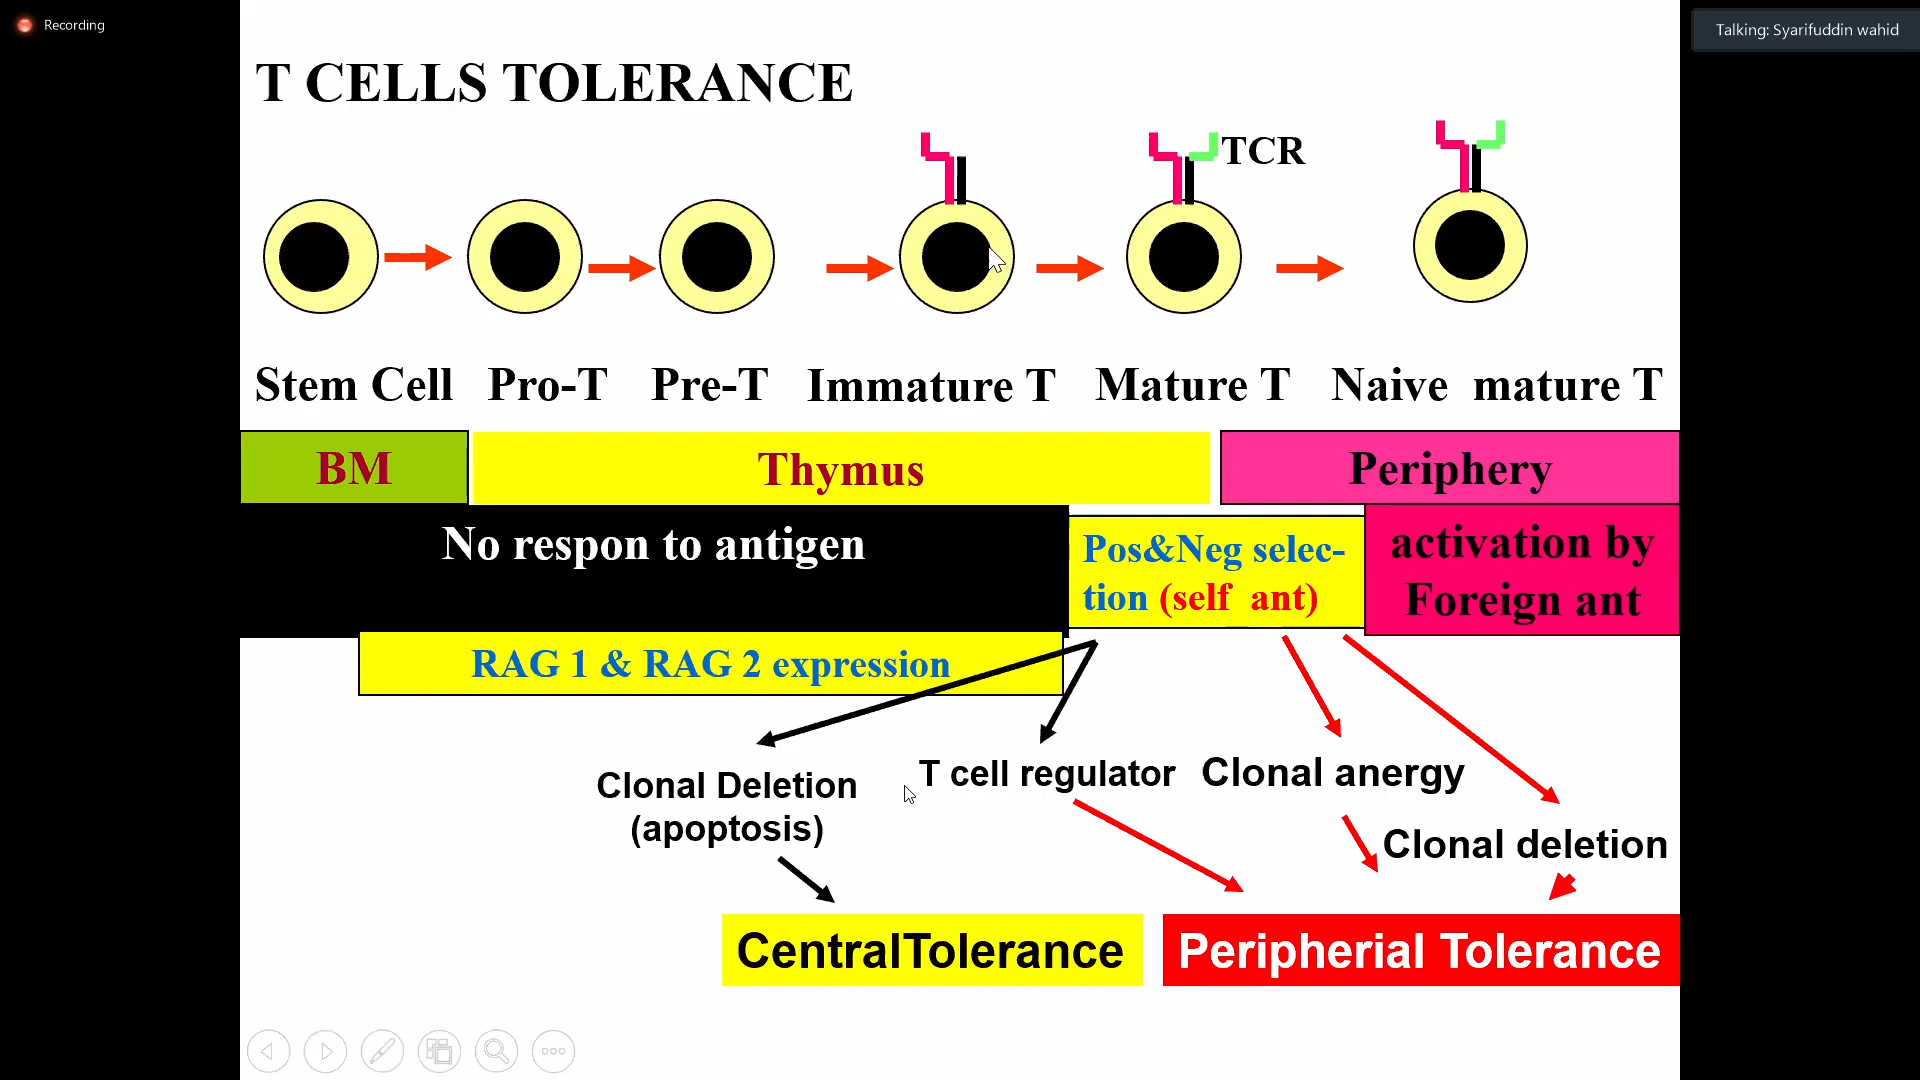 Recording
Talking: Syarifuddin wahid
T CELLS TOLERANCE
TCR
Stem Cell
Pro-T
Pre-T
Immature T
Mature T
Naive mature T
BM
Thymus
Periphery
No respon to antigen
Pos&Neg selec-
tion (self ant)
activation by
Foreign ant
RAG 1 & RAG 2 expression
Clonal Deletion
(apoptosis)
T cell regulator
Clonal anergy
Clonal deletion
CentralTolerance
Peripherial Tolerance